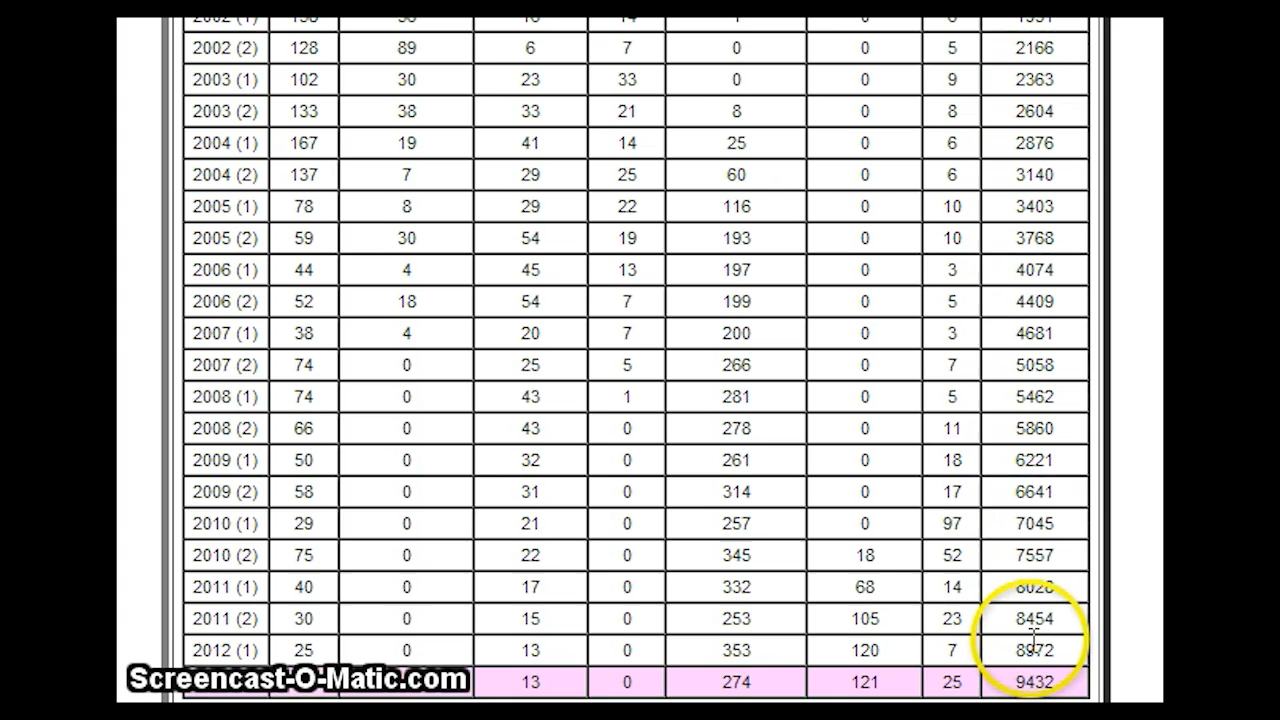 2002 (2) 128 89 6 7 0 0 5 2166
2003 (1) 102 30 23 33 0 0 9 2363
2003 (2) 133 38 33 21 8 0 8 2604
2004 (1) 167 19 41 14 25 0 6 2876
2004 (2) 137 7 29 25 60 0 6 3140
2005 (1) 78 8 29 22 116 0 10 3403
2005 (2) 59 30 54 19 193 0 10 3768
2006 (1) 44 4 45 13 197 0 3 4074
2006 (2) 52 18 54 7 199 0 5 4409
2007 (1) 38 4 20 7 200 0 3 4681
2007 (2) 74 0 25 5 266 0 7 5058
2008 (1) 74 0 43 1 281 0 5 5462
2008 (2) 66 0 43 0 278 0 11 5860
2009 (1) 50 0 32 0 261 0 18 6221
2009 (2) 58 0 31 0 314 0 17 6641
2010 (1) 29 0 21 0 257 0 97 7045
2010 (2) 75 0 22 0 345 18 52 7557
2011 (1) 40 0 17 0 332 68 14 8028
2011 (2) 30 0 15 0 253 105 23 8454
2012 (1) 25 0 13 0 353 120 7 8972
Screencast-O-Matic.com 13 0 274 121 25 9432